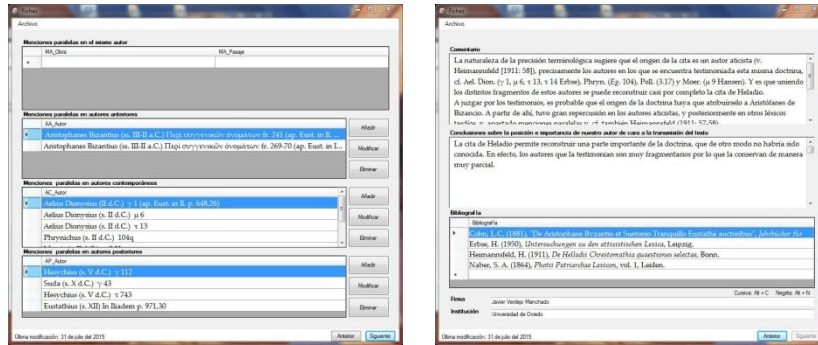 Fichas
Archivo
Menciones paralelas en el mismo autor
MA_Obra MA_Pasaje
Menciones paralelas en autores anteriores
AA_Autor
Aristophanes Bizantius (ss. III-II a.C.) Περὶ συγγενικῶν ὀνομάτων fr. 241 (ap. Eust. in Il. ...
Aristophanes Bizantius (ss. III-II a.C.) Περὶ συγγενικῶν ὀνομάτων fr. 269-70 (ap. Eust. in I...
Añadir
Modificar
Eliminar
Menciones paralelas en autores contemporáneos
AC_Autor
Aelius Dionysius (II d.C.) γ 1 (ap. Eust. in Il. p. 648,26)
Aelius Dionysius (s. II d.C.) μ 6
Aelius Dionysius (s. II d.C.) τ 13
Phrynichus (s. II d.C.) 104q
Añadir
Modificar
Eliminar
Menciones paralelas en autores posteriores
AP_Autor
Hesychius (s. V d.C.) γ 112
Suda (s. X d.C.) γ 43
Hesychius (s. V d.C.) τ 743
Eustathius (s. XII) In Iliadem p. 971,30
Añadir
Modificar
Eliminar
Última modificación: 31 de julio del 2015 Anterior Siguiente
Fichas
Archivo
Comentario
La naturaleza de la precisión terminológica sugiere que el origen de la cita es un autor aticista (v.
Heimannsfeld [1911: 58]), precisamente los autores en los que se encuentra testimoniada esta misma doctrina,
cf. Ael. Dion. (γ 1, μ 6, τ 13, τ 14 Erbse), Phryn. (Eg. 104), Poll. (3.17) y Moer. (μ 9 Hansen). Y es que uniendo
los distintos fragmentos de estos autores se puede reconstruir casi por completo la cita de Heladio.
A juzgar por los testimonios, es probable que el origen de la doctrina haya que atribuírselo a Aristófanes de
Bizancio. A partir de ahí, tuvo gran repercusión en los autores aticistas, y posteriormente en otros léxicos
tardíos, v. apartado menciones paralelas y cf. también Heimannsfeld (1911: 57-58).
Conclusiones sobre la posición e importancia de nuestro autor de cara a la transmisión del texto
La cita de Heladio permite reconstruir una parte importante de la doctrina, que de otro modo no habría sido
conocida. En efecto, los autores que la testimonian son muy fragmentarios por lo que la conservan de manera
muy parcial.
Bibliografía
Bibliografía
Cohn, L.C. (1881), "De Aristophane Byzantio et Suetonio Tranquillo Eustathi auctoribus", Jahrbücher für
Erbse, H. (1950), Untersuchungen zu den attizistischen Lexica, Leipzig.
Heimannsfeld, H. (1911), De Helladii Chrestomathia quaestiones selectae, Bonn.
Naber, S. A. (1864), Photii Patriarchae Lexicon, vol. 1, Leiden.
Cursiva: Alt + C Negrita: Alt + N
Firma Javier Verdejo Manchado
Institución Universidad de Oviedo
Última modificación: 31 de julio del 2015 Anterior Siguiente